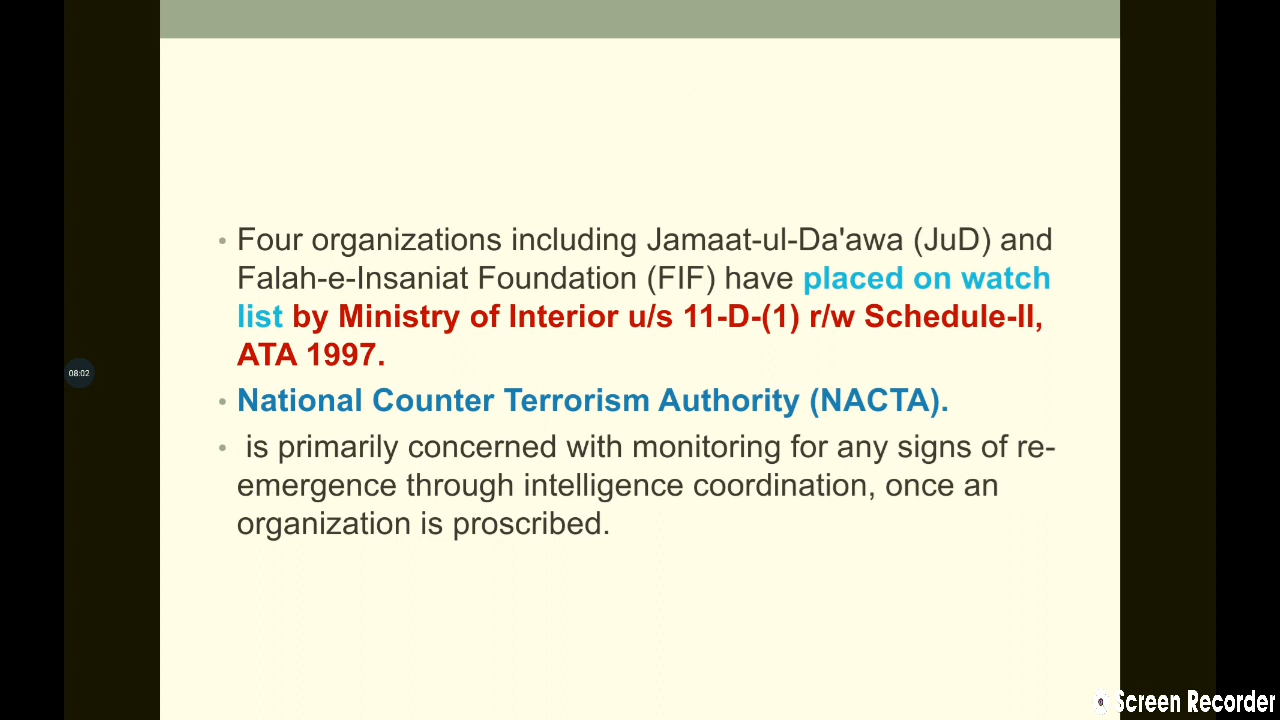 • Four organizations including Jamaat-ul-Da'awa (JuD) and
Falah-e-Insaniat Foundation (FIF) have placed on watch
list by Ministry of Interior u/s 11-D-(1) r/w Schedule-II,
ATA 1997.
• National Counter Terrorism Authority (NACTA).
• is primarily concerned with monitoring for any signs of re-
emergence through intelligence coordination, once an
organization is proscribed.
08:02
Screen Recorder